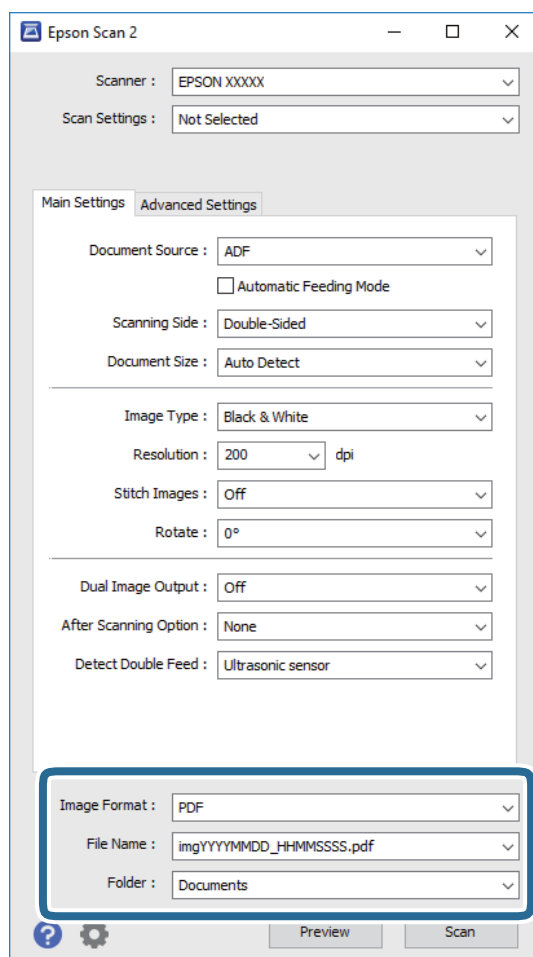 Epson Scan 2
Scanner : EPSON XXXXX
Scan Settings : Not Selected
Main Settings Advanced Settings
Document Source : ADF
Automatic Feeding Mode
Scanning Side : Double-Sided
Document Size : Auto Detect
Image Type : Black & White
Resolution : 200 dpi
Stitch Images : Off
Rotate : 0°
Dual Image Output : Off
After Scanning Option : None
Detect Double Feed : Ultrasonic sensor
Image Format : PDF
File Name : imgYYYYMMDD_HHMMSSSS.pdf
Folder : Documents
? Preview Scan